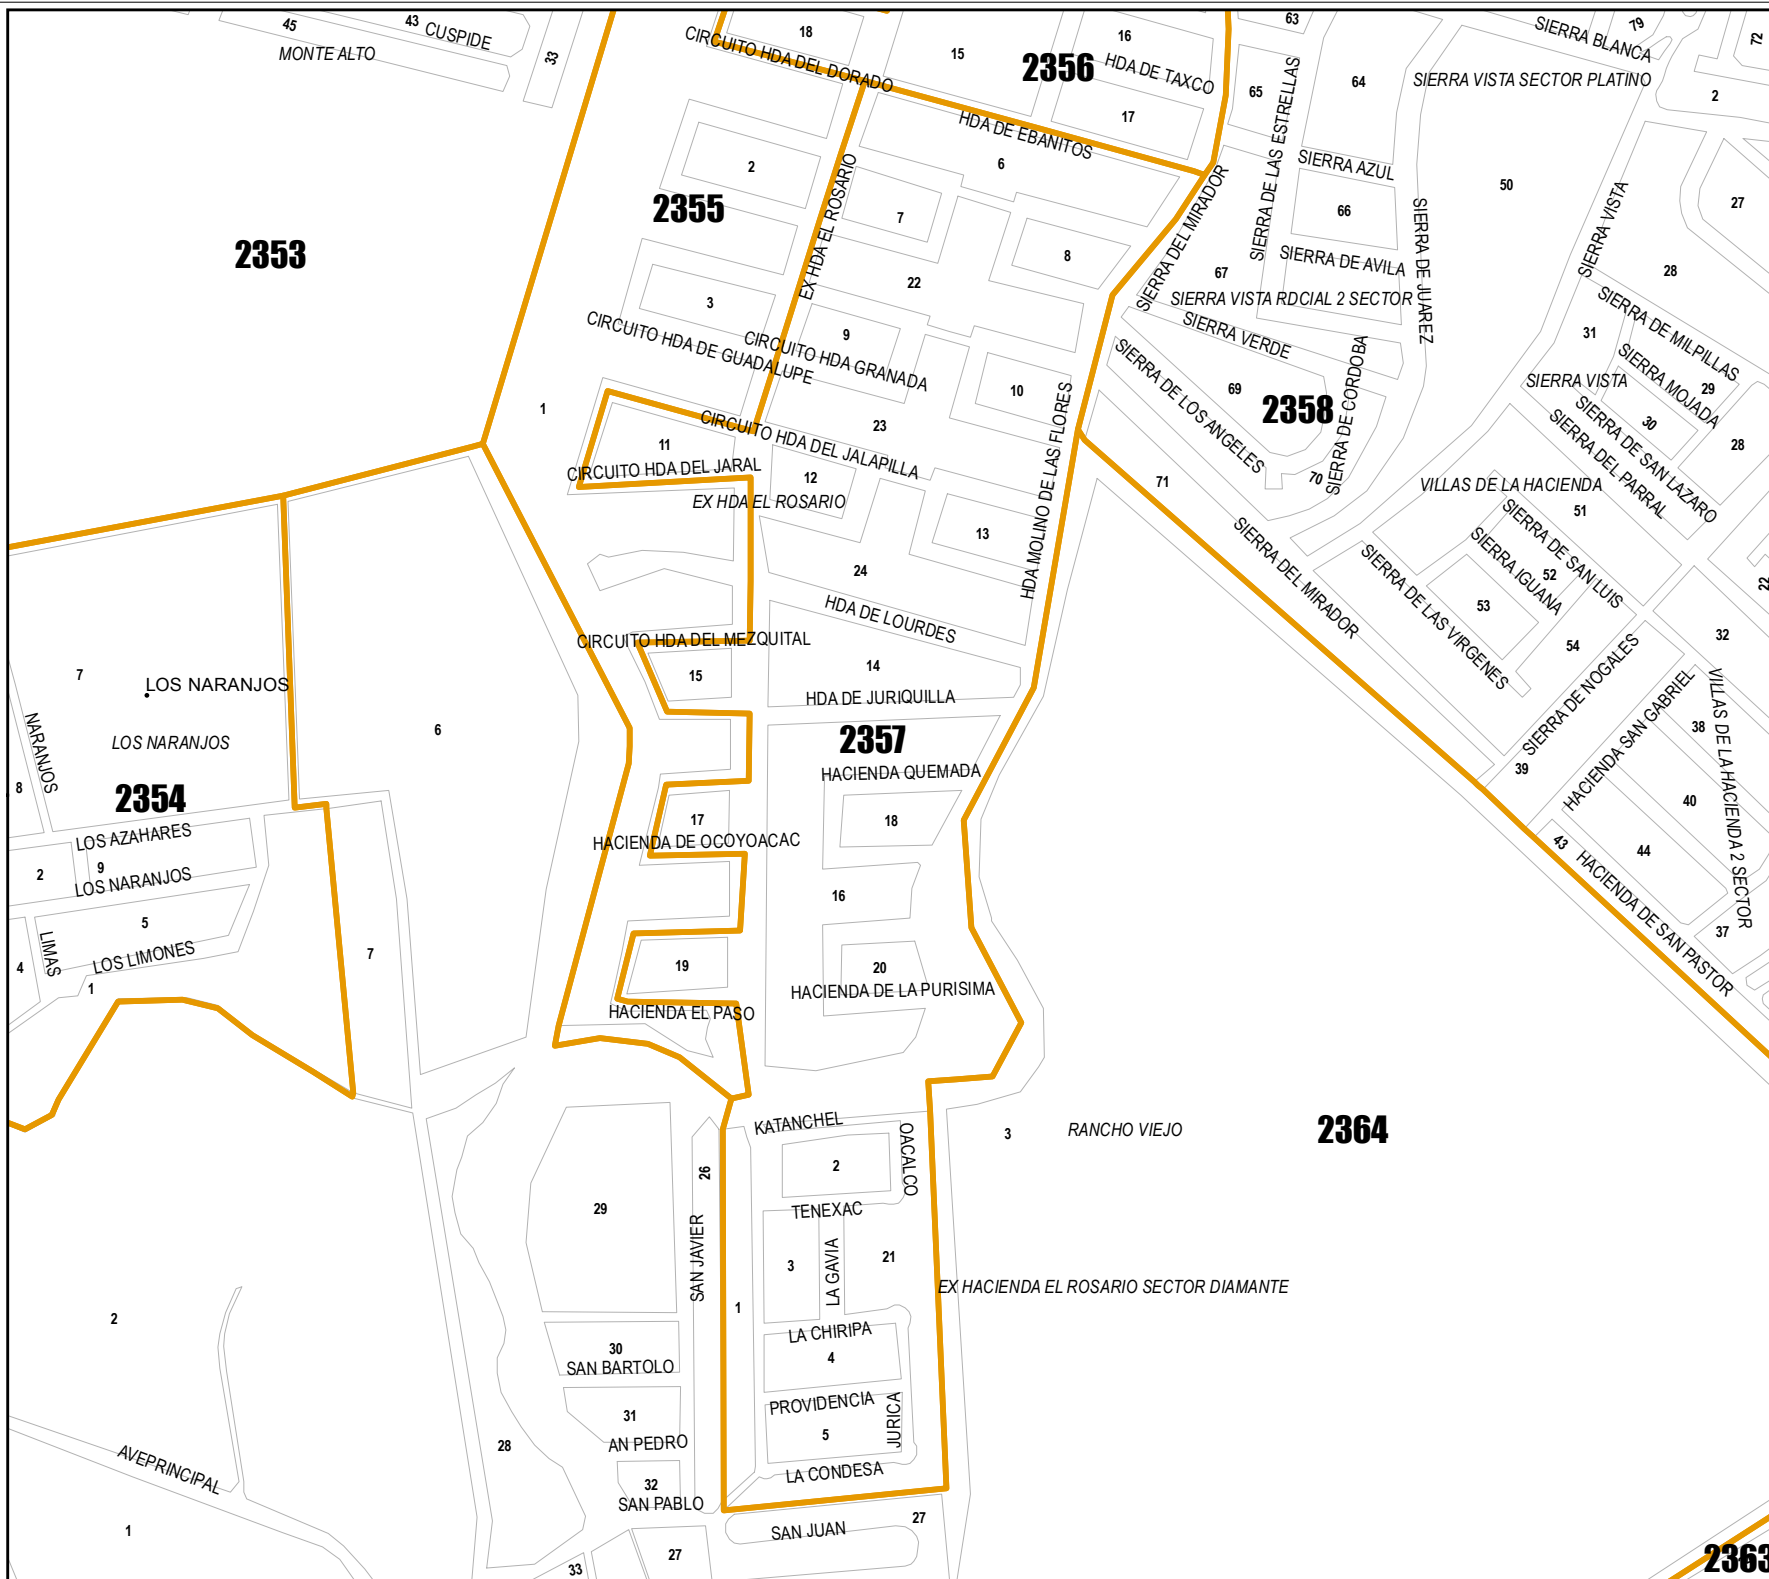 45
43
CUSPIDE
MONTE ALTO
33
18
CIRCUITO HDA DEL DORADO
15
16
2356
HDA DE TAXCO
17
HDA DE EBANITOS
63
65
64
SIERRA DE LAS ESTRELLAS
SIERRA BLANCA
79
72
SIERRA VISTA SECTOR PLATINO
2
2
2355
2353
EX HDA EL ROSARIO
6
7
8
22
SIERRA DEL MIRADOR
SIERRA AZUL
66
SIERRA DE AVILA
67
SIERRA VISTA RDCIAL 2 SECTOR
SIERRA DE JUAREZ
50
SIERRA VISTA
27
28
3
CIRCUITO HDA DE GUADALUPE
9
CIRCUITO HDA GRANADA
10
SIERRA VERDE
SIERRA DE LOS ANGELES
69
2358
SIERRA DE CORDOBA
70
SIERRA DE MILPILLAS
31
SIERRA MOJADA
29
SIERRA VISTA
30
SIERRA DE SAN LAZARO
SIERRA DEL PARRAL
28
1
11
CIRCUITO HDA DEL JARAL
CIRCUITO HDA DEL JALAPILLA
23
12
EX HDA EL ROSARIO
13
HDA MOLINO DE LAS FLORES
71
VILLAS DE LA HACIENDA
51
SIERRA DE SAN LUIS
SIERRA IGUANA
52
53
54
SIERRA DEL MIRADOR
SIERRA DE LAS VIRGENES
22
32
24
HDA DE LOURDES
CIRCUITO HDA DEL MEZQUITAL
15
14
HDA DE JURIQUILLA
7
LOS NARANJOS
LOS NARANJOS
NARANJOS
6
8
2354
2357
HACIENDA QUEMADA
SIERRA DE NOGALES
39
HACIENDA SAN GABRIEL
38
VILLAS DE LA HACIENDA 2 SECTOR
40
44
43
HACIENDA DE SAN PASTOR
37
LOS AZAHARES
9
2
LOS NARANJOS
5
LIMAS
LOS LIMONES
4
1
7
17
HACIENDA DE OCOYOACAC
18
16
19
HACIENDA EL PASO
20
HACIENDA DE LA PURISIMA
KATANCHEL
2
OACALCO
3
RANCHO VIEJO
2364
26
29
SAN JAVIER
TENEXAC
3
LA GAVIA
21
EX HACIENDA EL ROSARIO SECTOR DIAMANTE
1
2
LA CHIRIPA
4
30
SAN BARTOLO
PROVIDENCIA
JURICA
5
31
AN PEDRO
28
LA CONDESA
32
SAN PABLO
AVEPRINCIPAL
1
SAN JUAN
27
27
33
2363